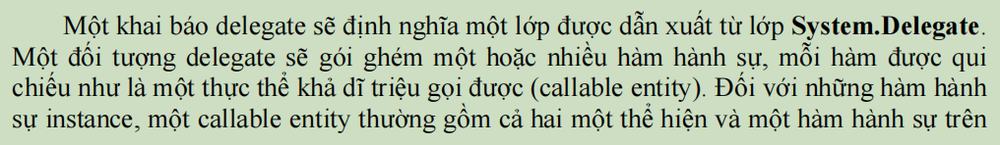 Một khai báo delegate sẽ định nghĩa một lớp được dẫn xuất từ lớp System.Delegate.
Một đối tượng delegate sẽ gói ghém một hoặc nhiều hàm hành sự, mỗi hàm được qui
chiếu như là một thực thể khả dĩ triệu gọi được (callable entity). Đối với những hàm hành
sự instance, một callable entity thường gồm cả hai một thể hiện và một hàm hành sự trên